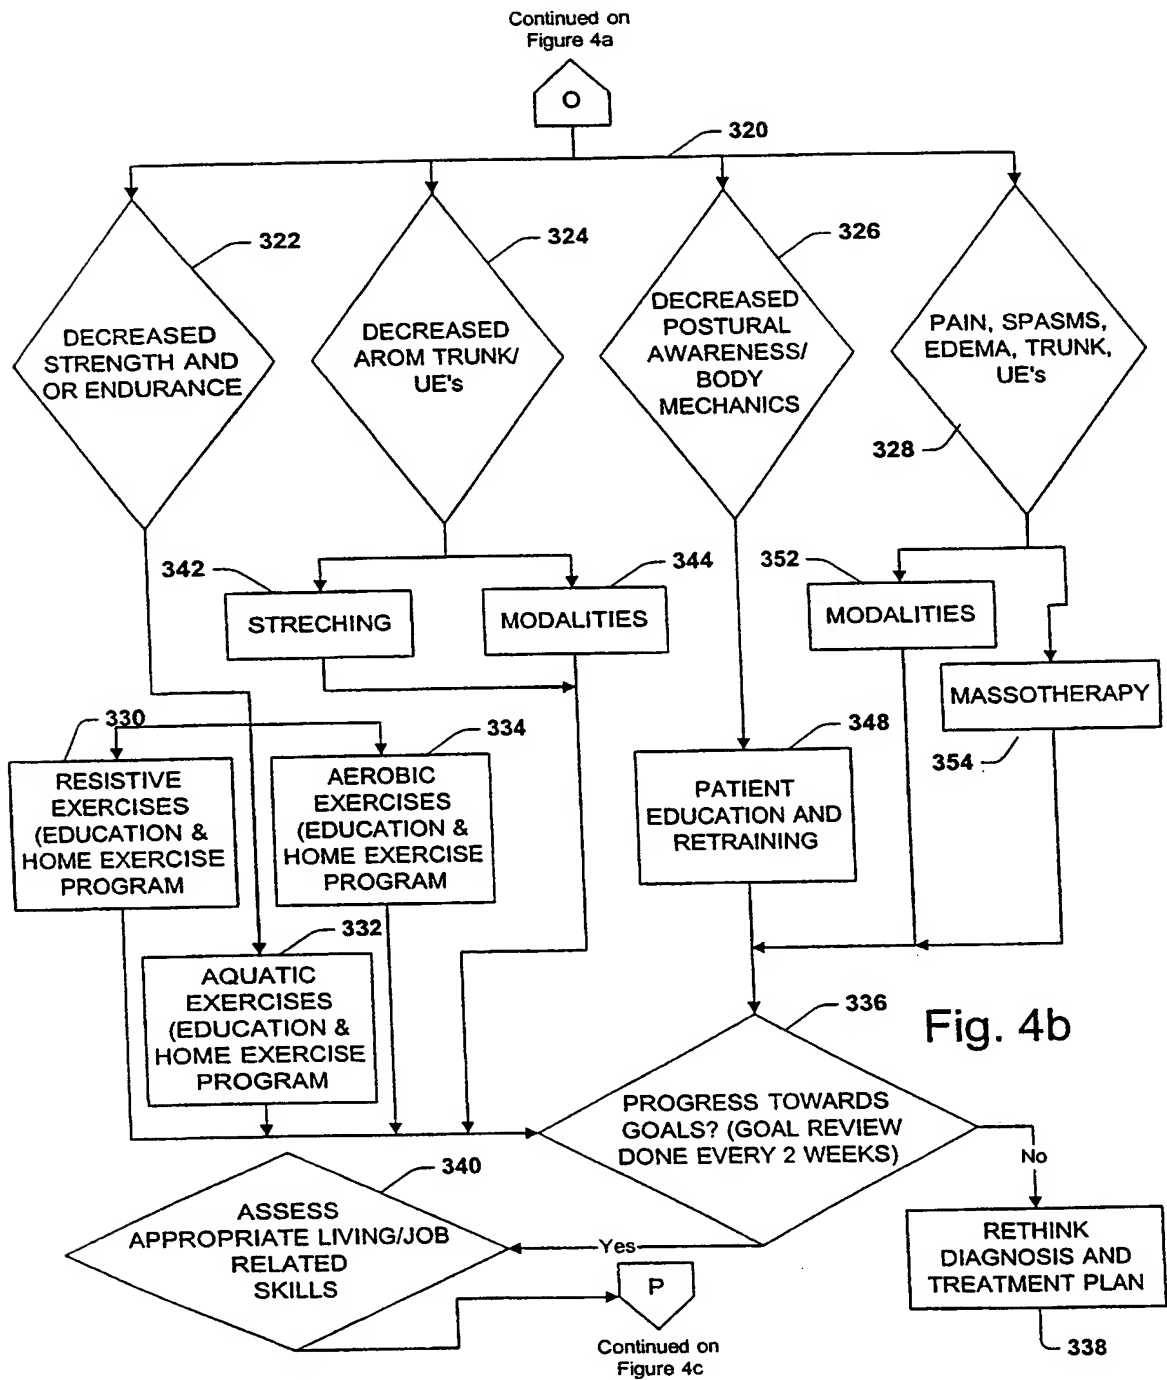 Continued on
Figure 4a
O
320
322
324
326
DECREASED
STRENGTH AND
OR ENDURANCE
DECREASED
AROM TRUNK/
UE's
DECREASED
POSTURAL
AWARENESS/
BODY
MECHANICS
PAIN, SPASMS,
EDEMA, TRUNK,
UE's
328
342
STRECHING
344
MODALITIES
352
MODALITIES
MASSOTHERAPY
354
330
RESISTIVE
EXERCISES
(EDUCATION &
HOME EXERCISE
PROGRAM
334
AEROBIC
EXERCISES
(EDUCATION &
HOME EXERCISE
PROGRAM
348
PATIENT
EDUCATION AND
RETRAINING
332
AQUATIC
EXERCISES
(EDUCATION &
HOME EXERCISE
PROGRAM
336
Fig. 4b
PROGRESS TOWARDS
GOALS? (GOAL REVIEW
DONE EVERY 2 WEEKS)
No
340
ASSESS
APPROPRIATE LIVING/JOB
RELATED
SKILLS
Yes
RETHINK
DIAGNOSIS AND
TREATMENT PLAN
338
P
Continued on
Figure 4c